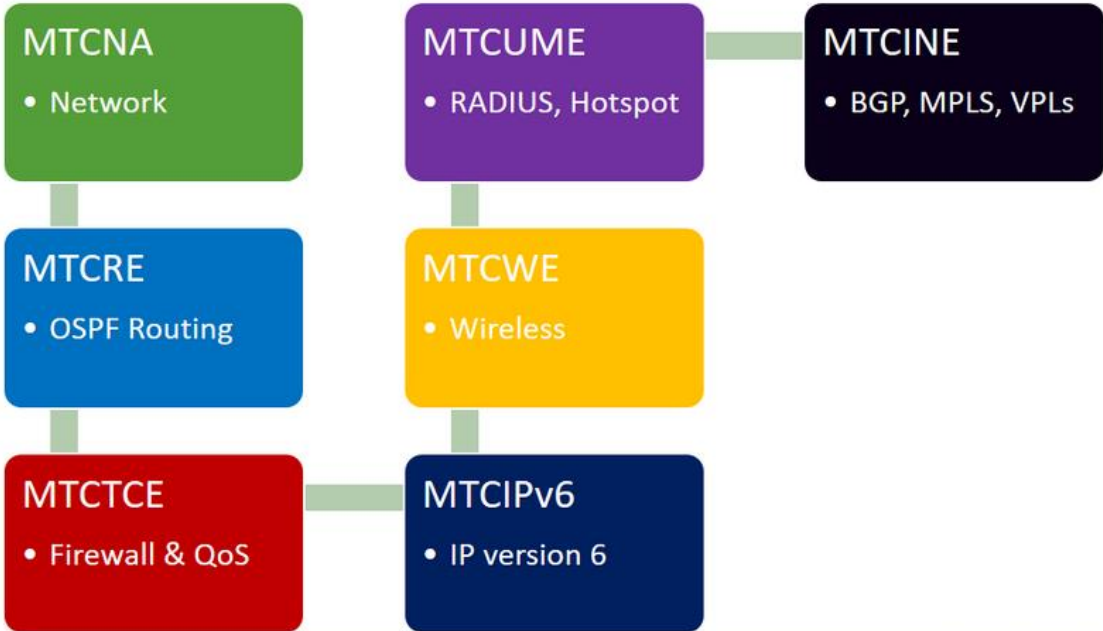 MTCNA
• Network
MTCRE
• OSPF Routing
MTCTCE
• Firewall & QoS
MTCIPv6
• IP version 6
MTCWE
• Wireless
MTCUME
• RADIUS, Hotspot
MTCINE
• BGP, MPLS, VPLs